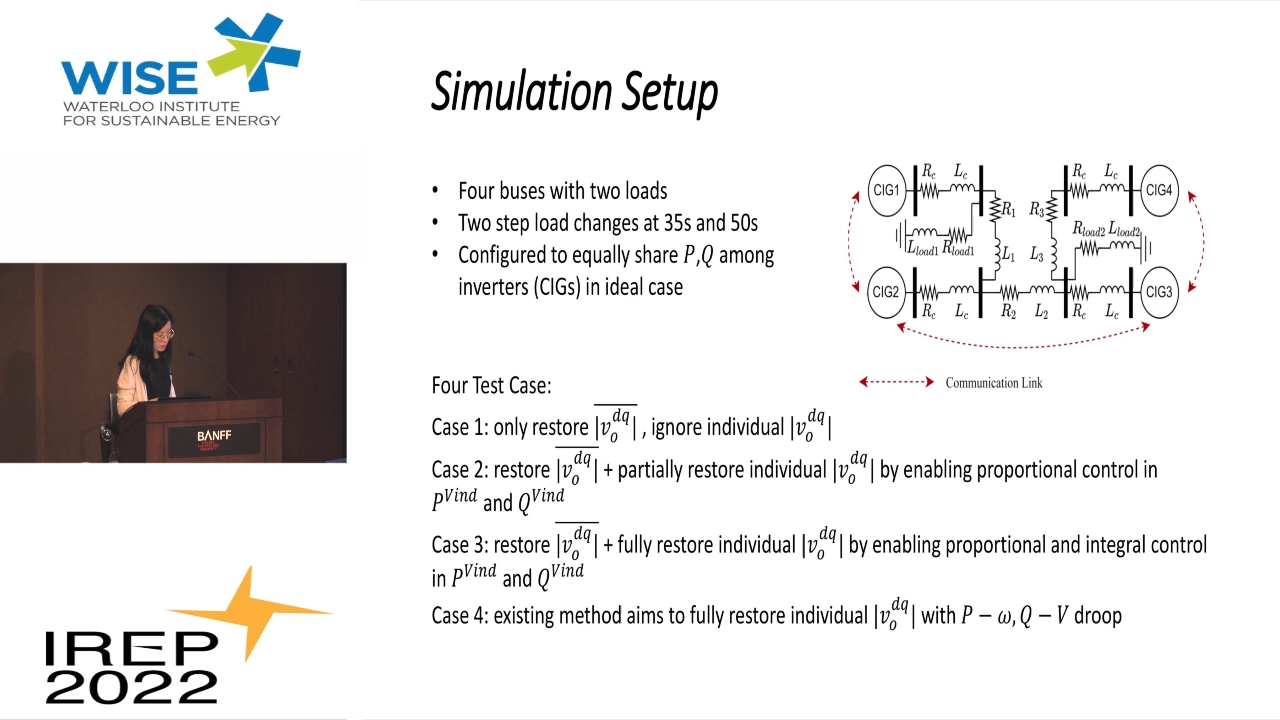 WISE
WATERLOO INSTITUTE
FOR SUSTAINABLE ENERGY
Simulation Setup
• Four buses with two loads
• Two step load changes at 35s and 50s
• Configured to equally share P,Q among
inverters (CIGs) in ideal case
CIG1 R_c L_c R_c L_c CIG4
R_1 R_3
L_load1 R_load1 R_load2 L_load2
L_1 L_3
CIG2 R_c L_c R_2 L_2 R_c L_c CIG3
Communication Link
Four Test Case:
Case 1: only restore \overline{|v_o^{dq}|} , ignore individual |v_o^{dq}|
Case 2: restore \overline{|v_o^{dq}|} + partially restore individual |v_o^{dq}| by enabling proportional control in
P^{Vind} and Q^{Vind}
Case 3: restore \overline{|v_o^{dq}|} + fully restore individual |v_o^{dq}| by enabling proportional and integral control
in P^{Vind} and Q^{Vind}
Case 4: existing method aims to fully restore individual |v_o^{dq}| with P − ω, Q − V droop
BANFF
IREP
2022